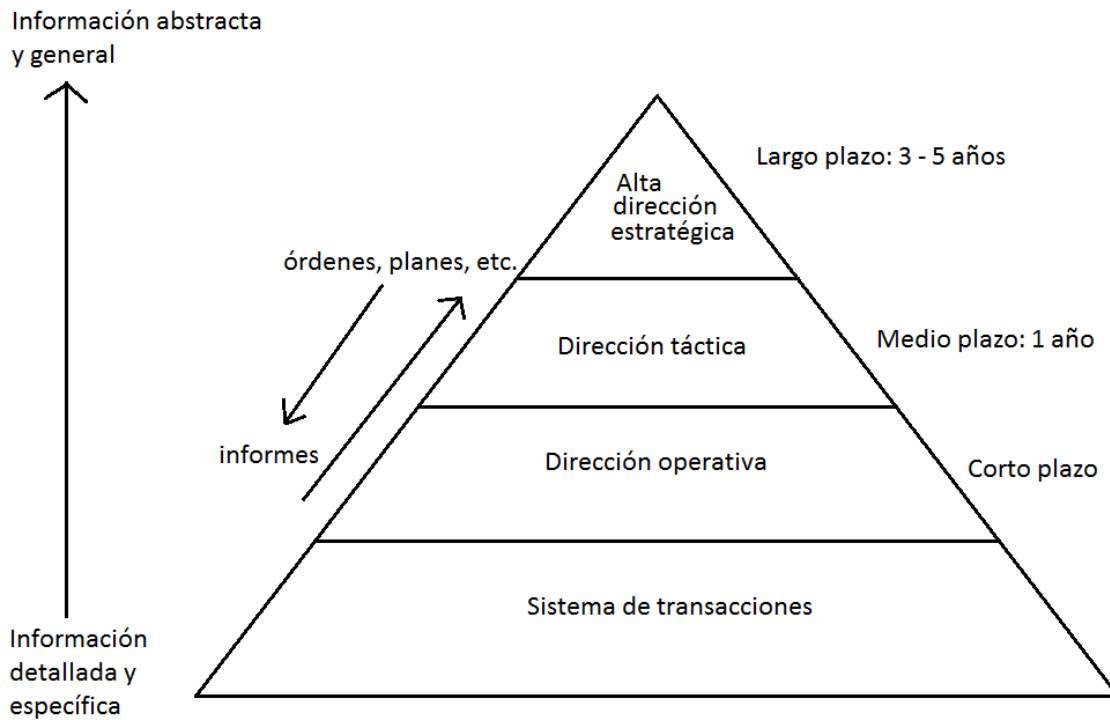 Información abstracta
y general
Largo plazo: 3 - 5 años
Alta
dirección
estratégica
órdenes, planes, etc.
Dirección táctica
Medio plazo: 1 año
informes
Dirección operativa
Corto plazo
Sistema de transacciones
Información
detallada y
específica